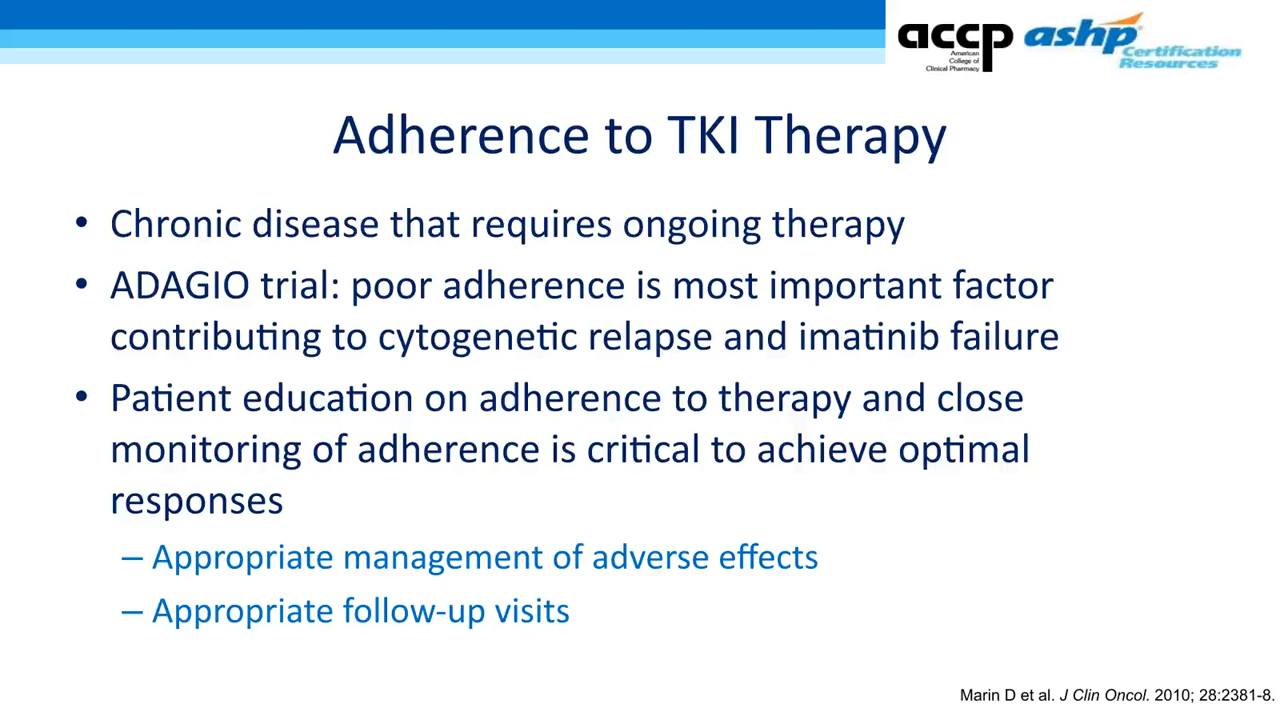 accp
American
College of
Clinical Pharmacy
ashp
Certification
Resources
Adherence to TKI Therapy
• Chronic disease that requires ongoing therapy
• ADAGIO trial: poor adherence is most important factor
contributing to cytogenetic relapse and imatinib failure
• Patient education on adherence to therapy and close
monitoring of adherence is critical to achieve optimal
responses
– Appropriate management of adverse effects
– Appropriate follow-up visits
Marin D et al. J Clin Oncol. 2010; 28:2381-8.